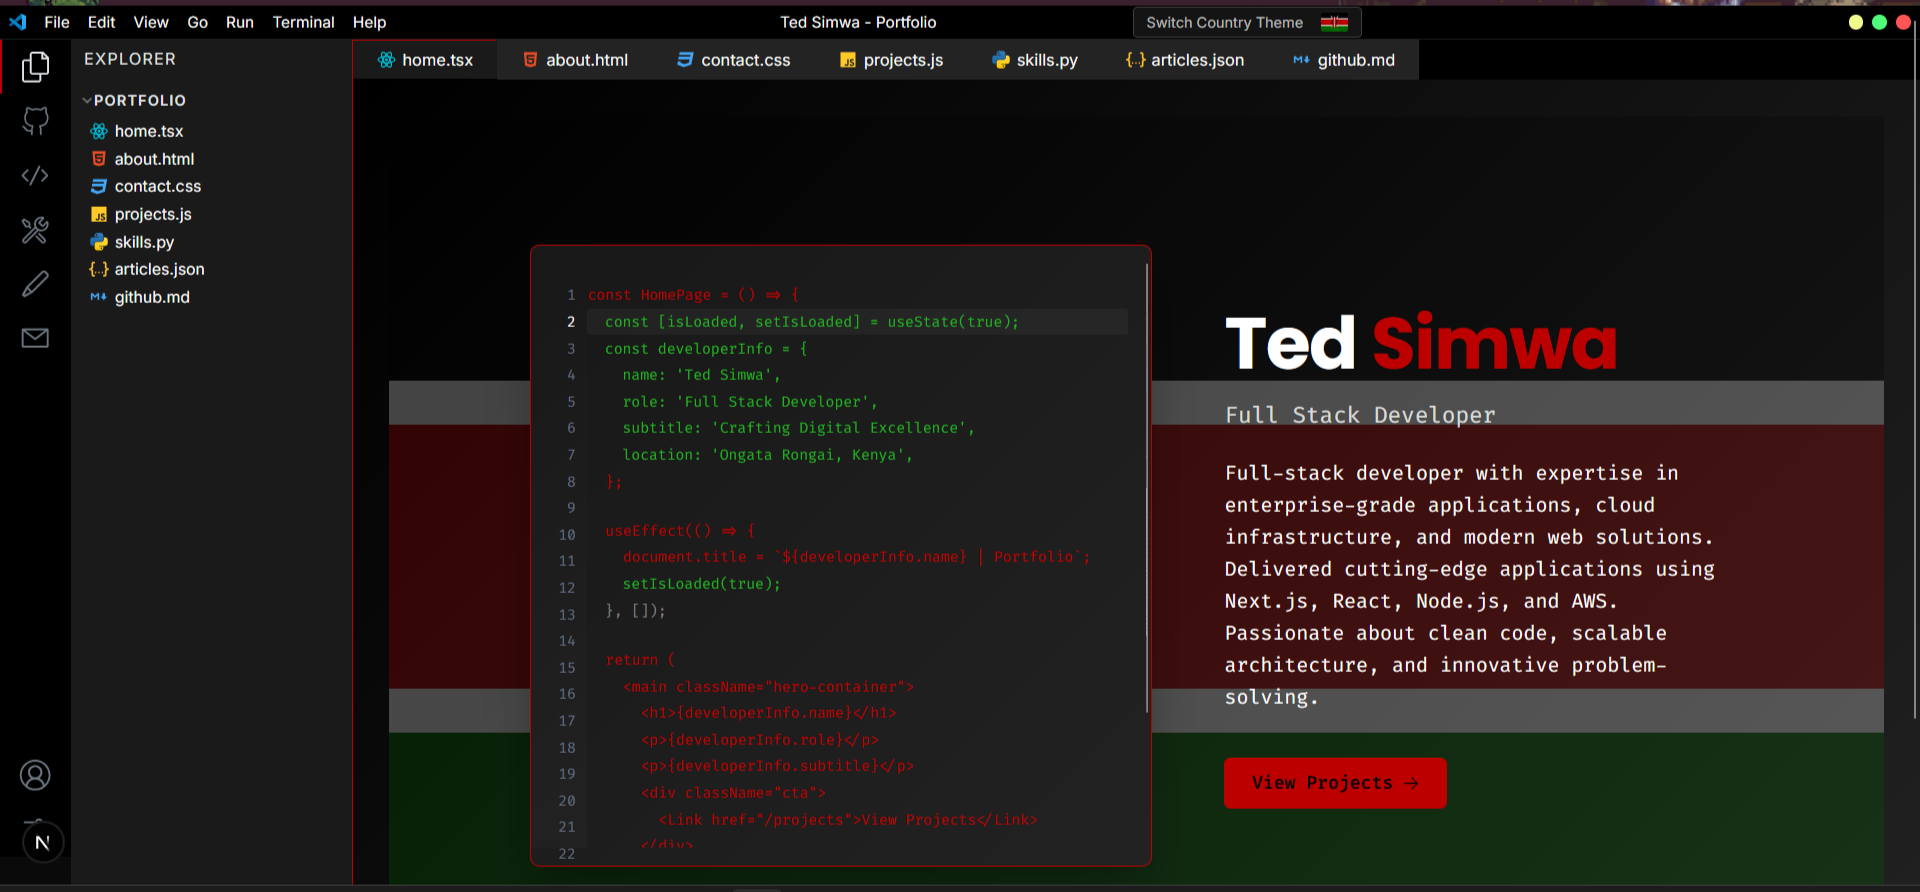 File Edit View Go Run Terminal Help
Ted Simwa - Portfolio
Switch Country Theme
EXPLORER
PORTFOLIO
home.tsx
about.html
contact.css
projects.js
skills.py
articles.json
github.md
home.tsx about.html contact.css projects.js skills.py articles.json github.md
1 const HomePage = () => {
2 const [isLoaded, setIsLoaded] = useState(true);
3 const developerInfo = {
4 name: 'Ted Simwa',
5 role: 'Full Stack Developer',
6 subtitle: 'Crafting Digital Excellence',
7 location: 'Ongata Rongai, Kenya',
8 };
9
10 useEffect(() => {
11 document.title = `${developerInfo.name} | Portfolio`;
12 setIsLoaded(true);
13 }, []);
14
15 return (
16 <main className="hero-container">
17 <h1>{developerInfo.name}</h1>
18 <p>{developerInfo.role}</p>
19 <p>{developerInfo.subtitle}</p>
20 <div className="cta">
21 <Link href="/projects">View Projects</Link>
22 </div>
Ted Simwa
Full Stack Developer
Full-stack developer with expertise in
enterprise-grade applications, cloud
infrastructure, and modern web solutions.
Delivered cutting-edge applications using
Next.js, React, Node.js, and AWS.
Passionate about clean code, scalable
architecture, and innovative problem-
solving.
View Projects →
N